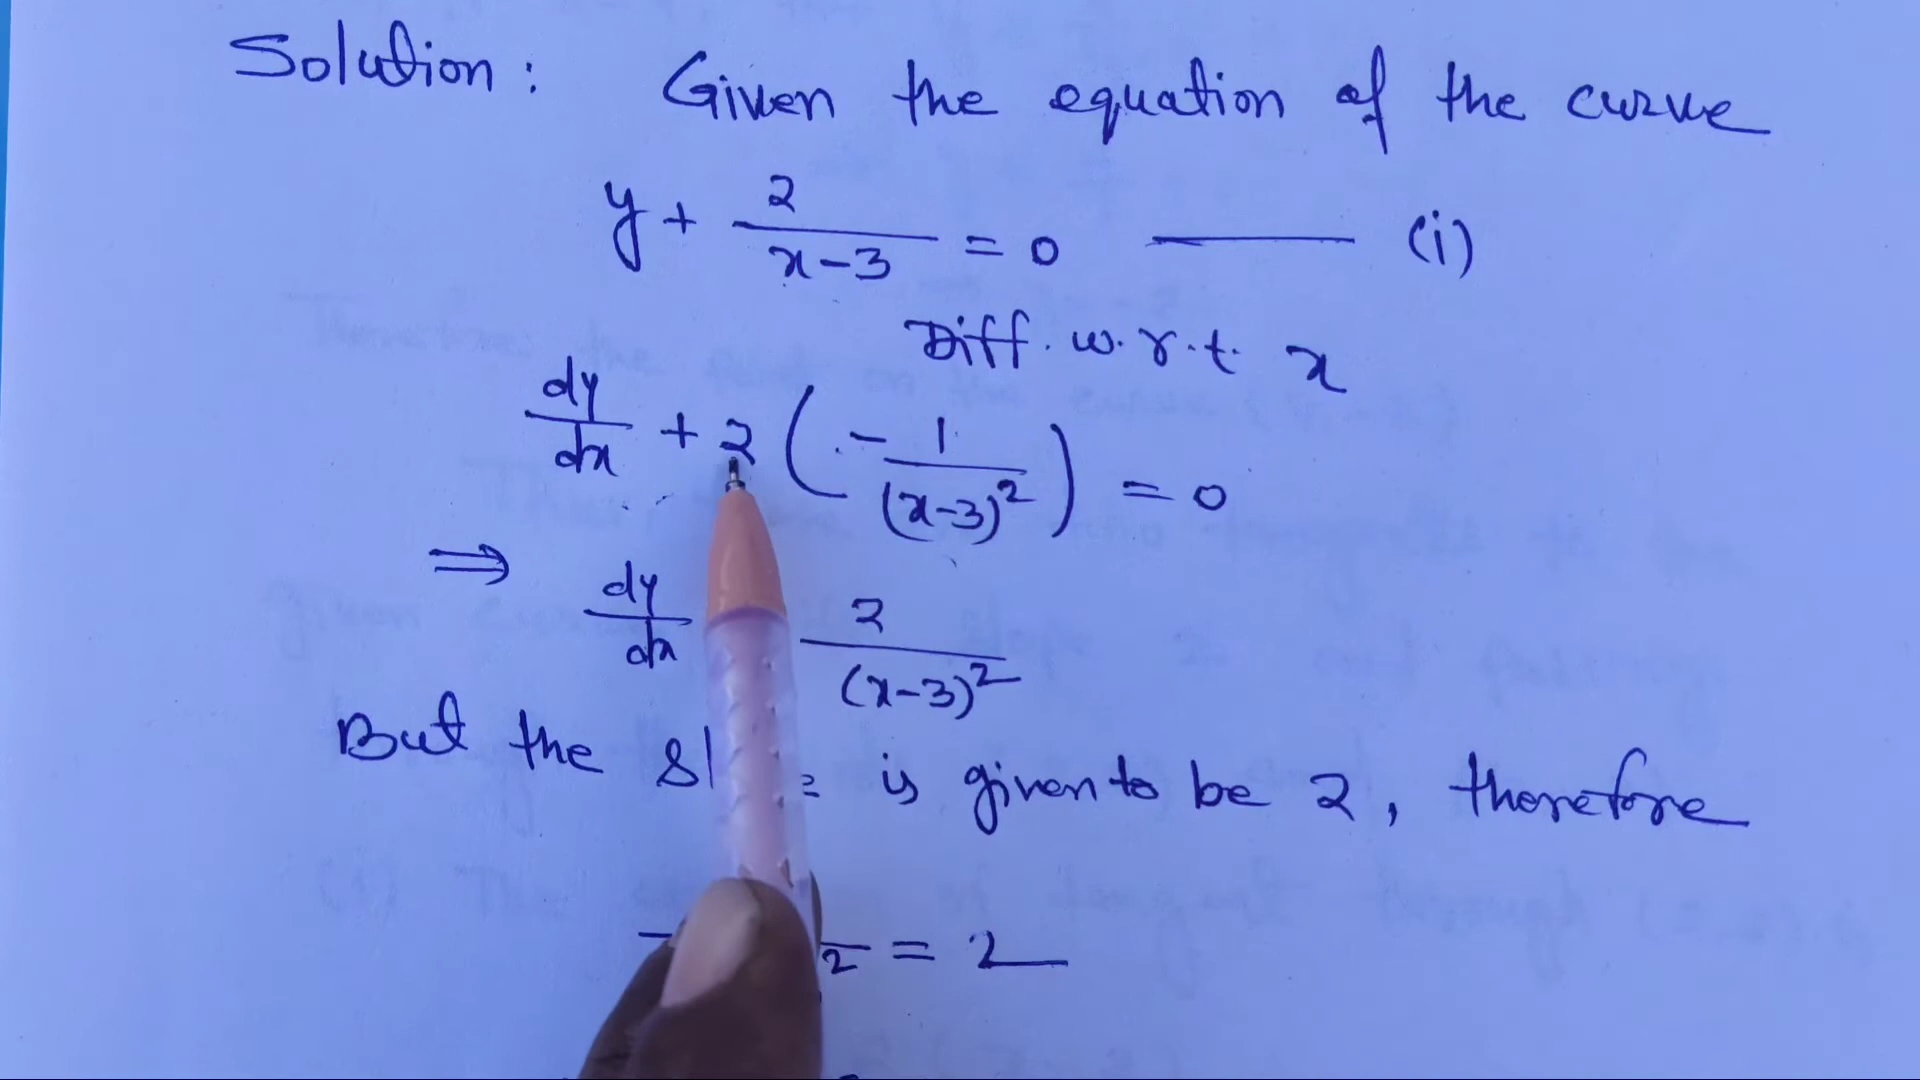 Solution: Given the equation of the curve
y + 2/(x-3) = 0 ——— (i)
Diff. w.r.t. x
dy/dx + 2(-1/(x-3)²) = 0
⇒ dy/dx 2/(x-3)²
But the is given to be 2, therefore
2 = 2